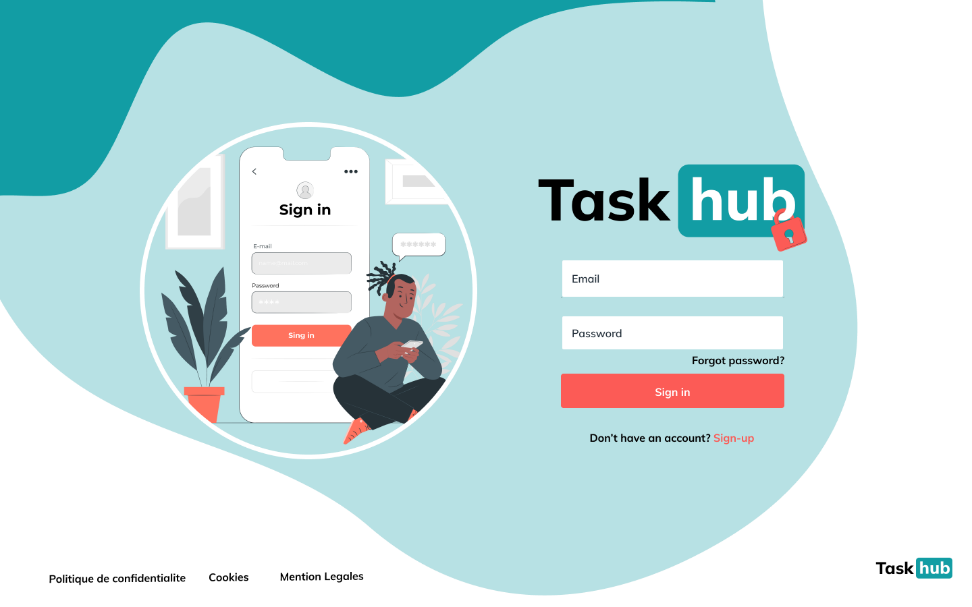 Sign in
E-mail
Password
Sing in
Task hub
Email
Password
Forgot password?
Sign in
Don't have an account? Sign-up
Politique de confidentialite
Cookies
Mention Legales
Task hub